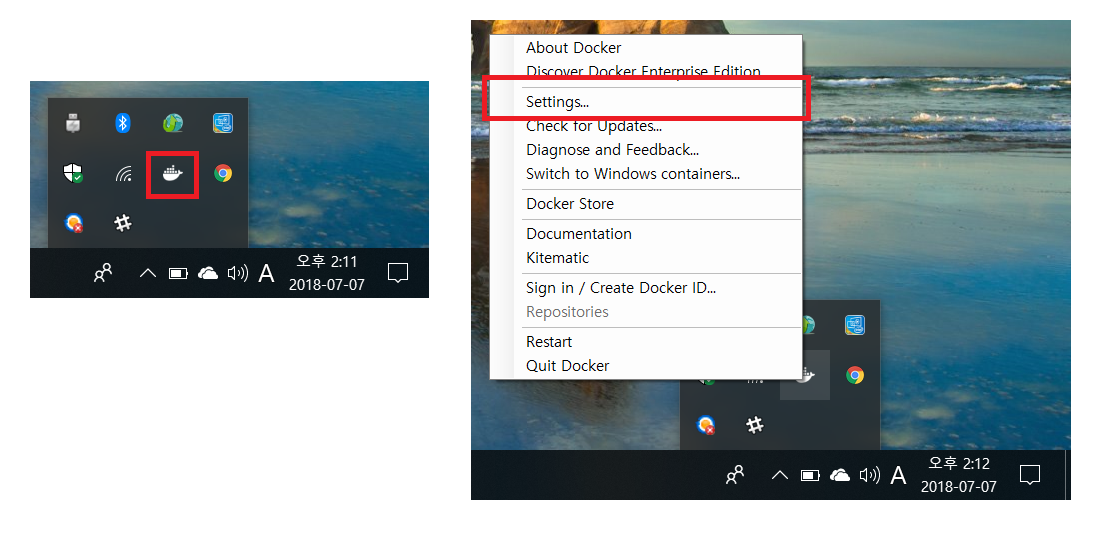 A
오후 2:11
2018-07-07
About Docker
Discover Docker Enterprise Edition
Settings...
Check for Updates...
Diagnose and Feedback...
Switch to Windows containers...
Docker Store
Documentation
Kitematic
Sign in / Create Docker ID...
Repositories
Restart
Quit Docker
A
오후 2:12
2018-07-07